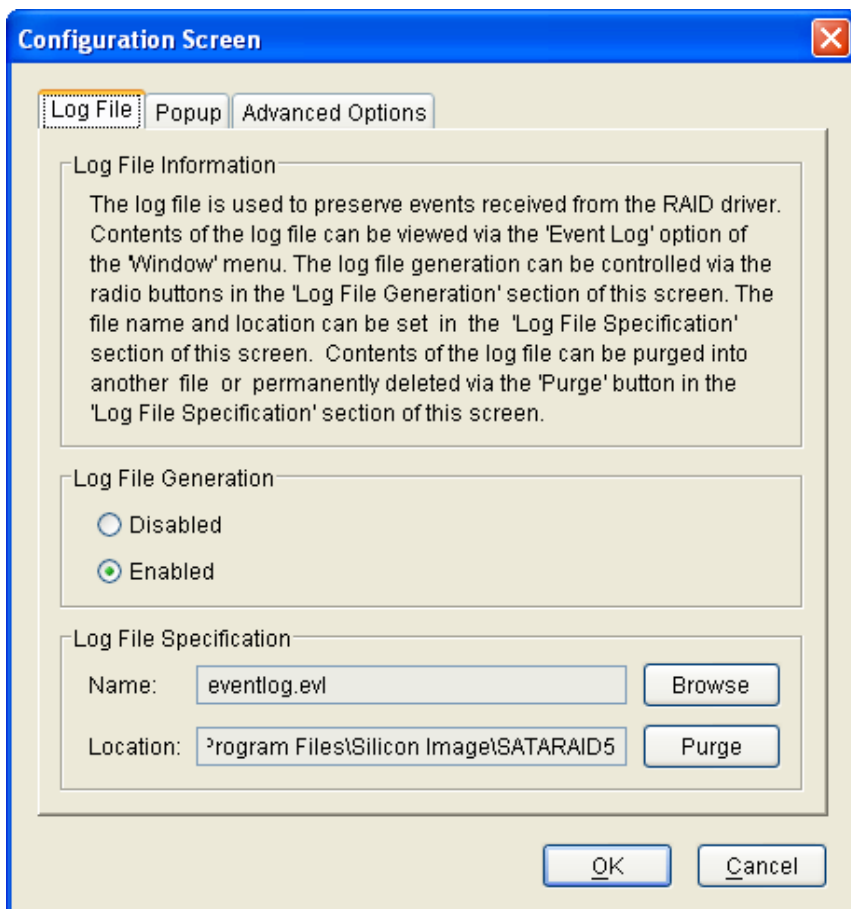 Configuration Screen
Log File
Popup
Advanced Options
Log File Information
The log file is used to preserve events received from the RAID driver.
Contents of the log file can be viewed via the 'Event Log' option of
the 'Window' menu. The log file generation can be controlled via the
radio buttons in the 'Log File Generation' section of this screen. The
file name and location can be set in the 'Log File Specification'
section of this screen. Contents of the log file can be purged into
another file or permanently deleted via the 'Purge' button in the
'Log File Specification' section of this screen.
Log File Generation
Disabled
Enabled
Log File Specification
Name: eventlog.evl Browse
Location: Program Files\Silicon Image\SATARAID5 Purge
OK Cancel